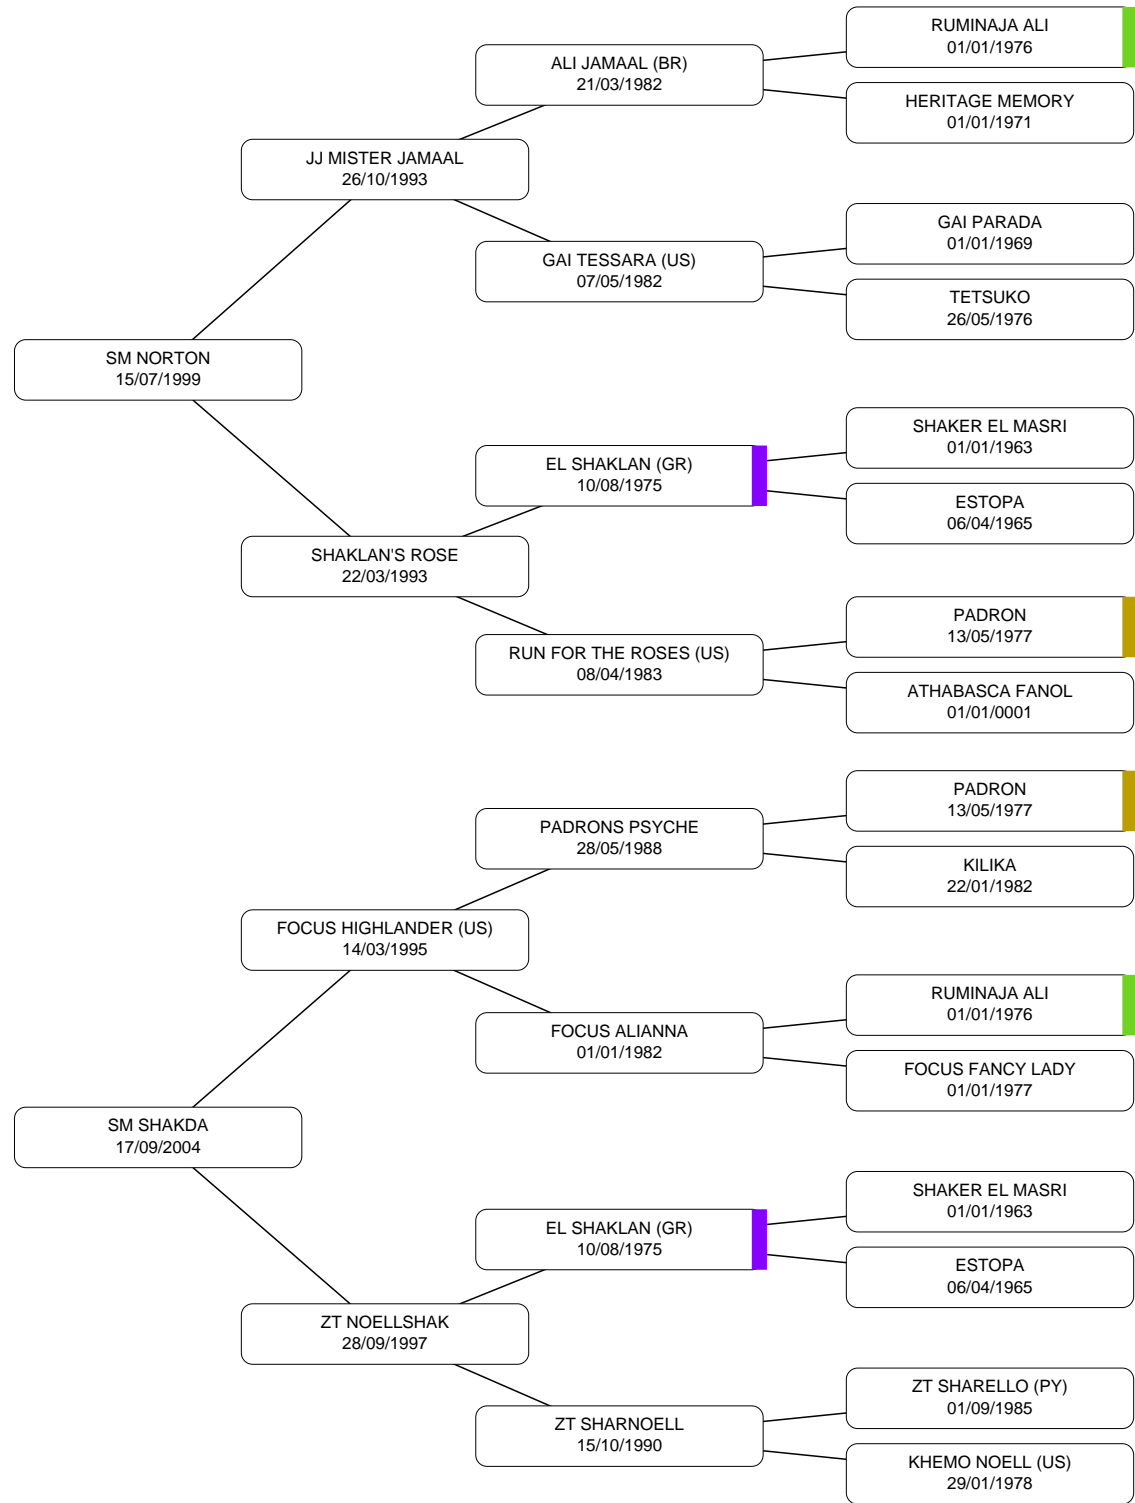 RUMINAJA ALI
01/01/1976
ALI JAMAAL (BR)
21/03/1982
HERITAGE MEMORY
01/01/1971
JJ MISTER JAMAAL
26/10/1993
GAI PARADA
01/01/1969
GAI TESSARA (US)
07/05/1982
TETSUKO
26/05/1976
SM NORTON
15/07/1999
SHAKER EL MASRI
01/01/1963
EL SHAKLAN (GR)
10/08/1975
ESTOPA
06/04/1965
SHAKLAN'S ROSE
22/03/1993
PADRON
13/05/1977
RUN FOR THE ROSES (US)
08/04/1983
ATHABASCA FANOL
01/01/0001
PADRON
13/05/1977
PADRONS PSYCHE
28/05/1988
KILIKA
22/01/1982
FOCUS HIGHLANDER (US)
14/03/1995
RUMINAJA ALI
01/01/1976
FOCUS ALIANNA
01/01/1982
FOCUS FANCY LADY
01/01/1977
SM SHAKDA
17/09/2004
SHAKER EL MASRI
01/01/1963
EL SHAKLAN (GR)
10/08/1975
ESTOPA
06/04/1965
ZT NOELLSHAK
28/09/1997
ZT SHARELLO (PY)
01/09/1985
ZT SHARNOELL
15/10/1990
KHEMO NOELL (US)
29/01/1978